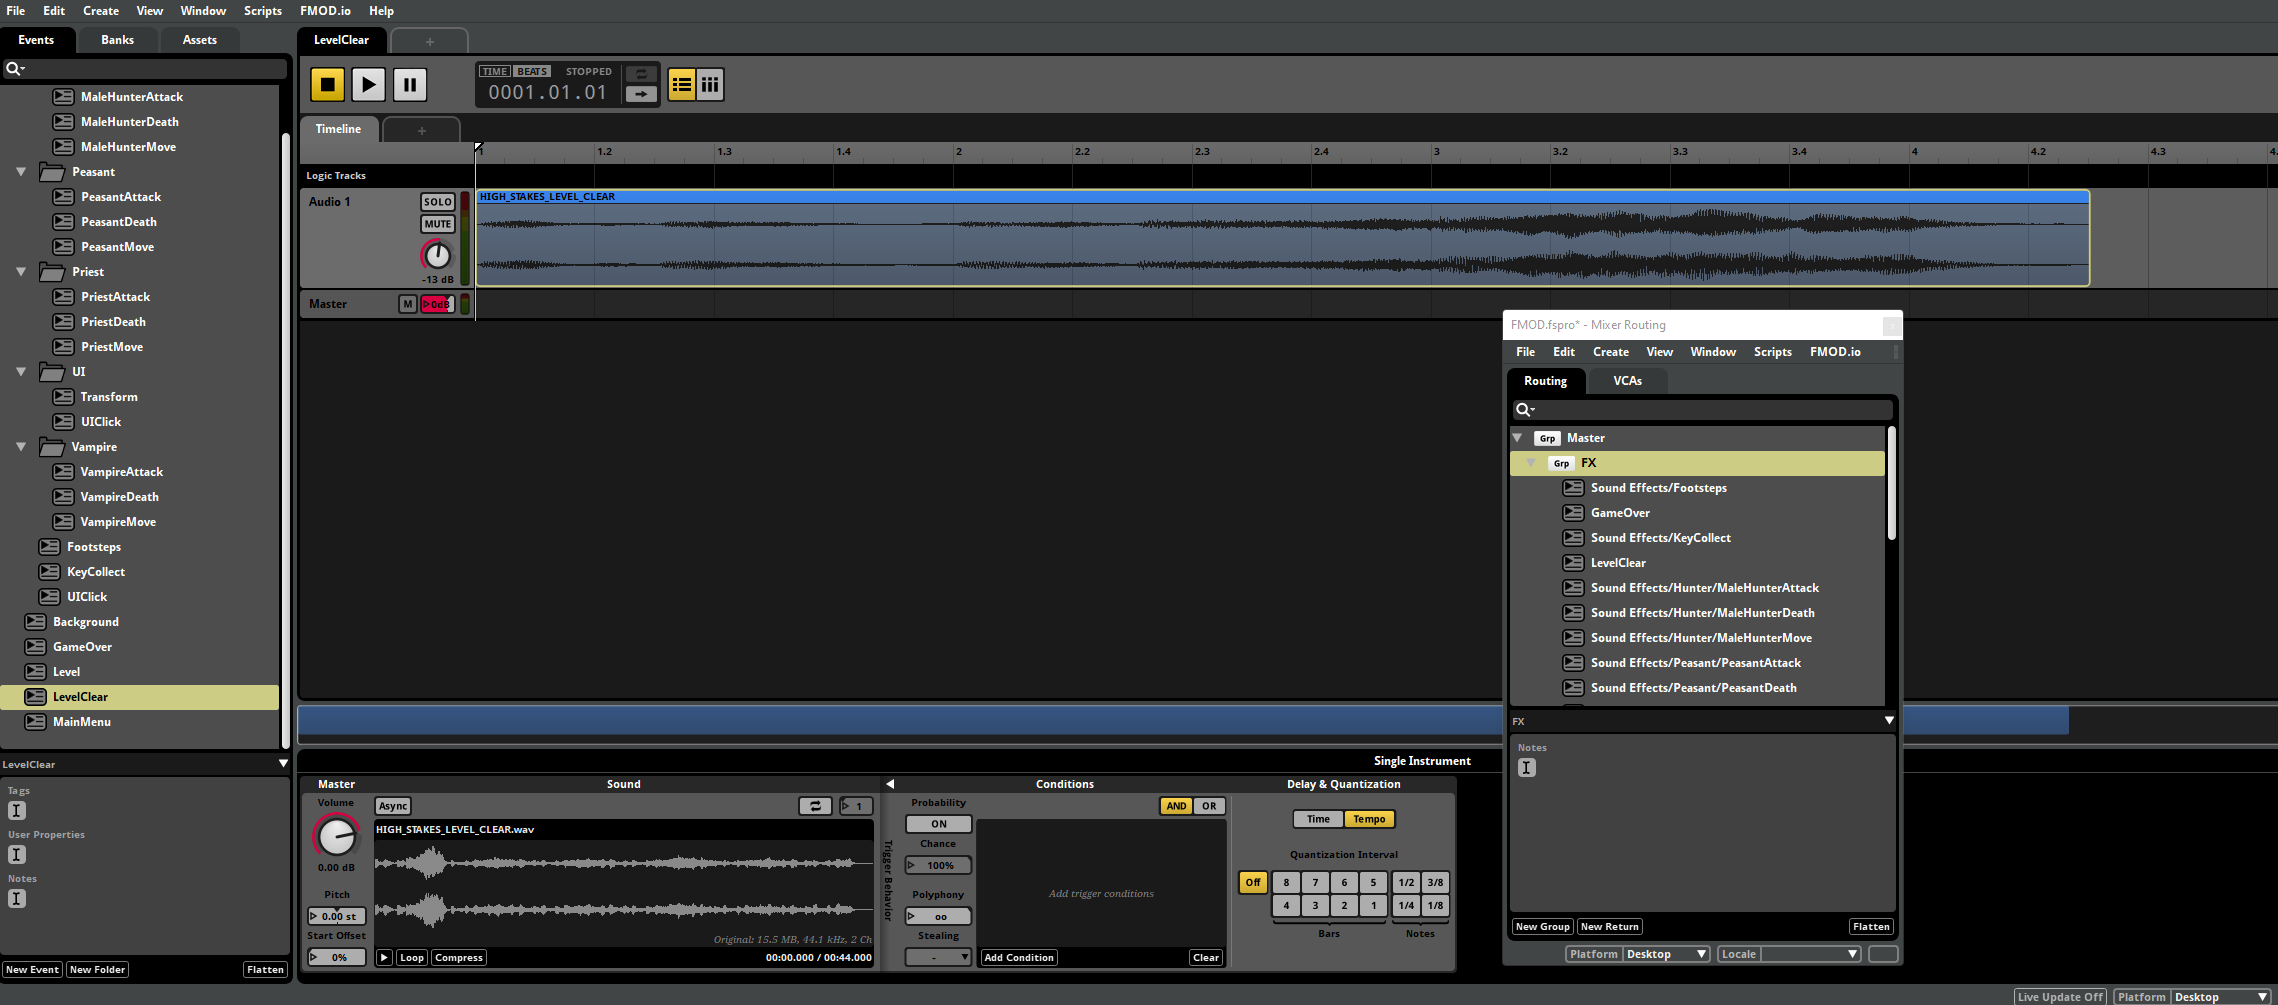 File Edit Create View Window Scripts FMOD.io Help
Events Banks Assets
LevelClear +
MaleHunterAttack
MaleHunterDeath
MaleHunterMove
Peasant
PeasantAttack
PeasantDeath
PeasantMove
Priest
PriestAttack
PriestDeath
PriestMove
UI
Transform
UIClick
Vampire
VampireAttack
VampireDeath
VampireMove
Footsteps
KeyCollect
UIClick
Background
GameOver
Level
LevelClear
MainMenu
LevelClear
Tags
User Properties
Notes
New Event New Folder Flatten
TIME BEATS STOPPED
0001.01.01
Timeline +
1 1.2 1.3 1.4 2 2.2 2.3 2.4 3 3.2 3.3 3.4 4 4.2 4.3 4.
Logic Tracks
Audio 1 SOLO
MUTE
-13 dB
HIGH_STAKES_LEVEL_CLEAR
Master M 0dB
Single Instrument
Master Sound Conditions Delay & Quantization
Volume
0.00 dB
Pitch
0.00 st
Start Offset
0%
Async 1
HIGH_STAKES_LEVEL_CLEAR.wav
Original: 15.5 MB, 44.1 kHz, 2 Ch
Loop Compress 00:00.000 / 00:44.000
Trigger Behavior
Probability
ON
Chance
100%
Polyphony
oo
Stealing
-
AND OR
Add trigger conditions
Add Condition Clear
Time Tempo
Quantization Interval
Off 8 7 6 5 1/2 3/8
4 3 2 1 1/4 1/8
Bars Notes
FMOD.fspro* - Mixer Routing
File Edit Create View Window Scripts FMOD.io
Routing VCAs
Grp Master
Grp FX
Sound Effects/Footsteps
GameOver
Sound Effects/KeyCollect
LevelClear
Sound Effects/Hunter/MaleHunterAttack
Sound Effects/Hunter/MaleHunterDeath
Sound Effects/Hunter/MaleHunterMove
Sound Effects/Peasant/PeasantAttack
Sound Effects/Peasant/PeasantDeath
FX
Notes
New Group New Return Flatten
Platform Desktop Locale
Live Update Off Platform Desktop